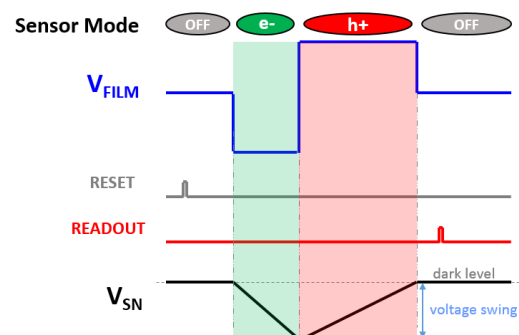 Sensor Mode OFF e- h+ OFF
VFILM
RESET
READOUT
dark level
VSN
voltage swing